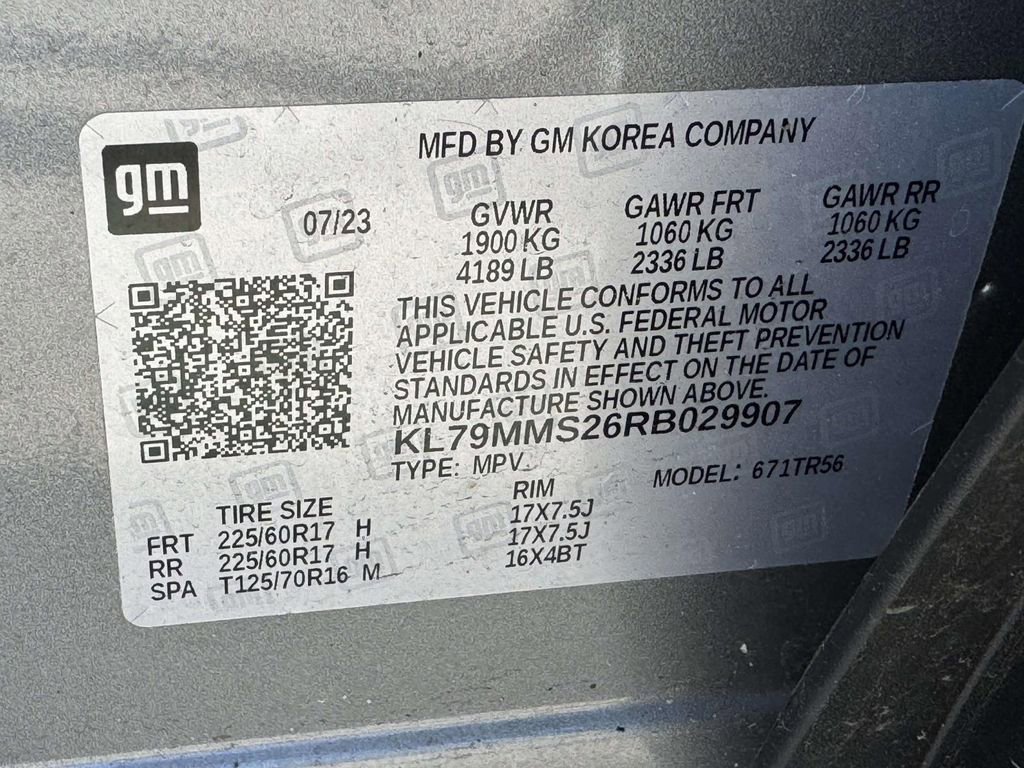 gm
MFD BY GM KOREA COMPANY
07/23
GVWR GAWR FRT GAWR RR
1900 KG 1060 KG 1060 KG
4189 LB 2336 LB 2336 LB
THIS VEHICLE CONFORMS TO ALL
APPLICABLE U.S. FEDERAL MOTOR
VEHICLE SAFETY AND THEFT PREVENTION
STANDARDS IN EFFECT ON THE DATE OF
MANUFACTURE SHOWN ABOVE.
KL79MMS26RB029907
TYPE: MPV MODEL: 671TR56
TIRE SIZE RIM
FRT 225/60R17 H 17X7.5J
RR 225/60R17 H 17X7.5J
SPA T125/70R16 M 16X4BT